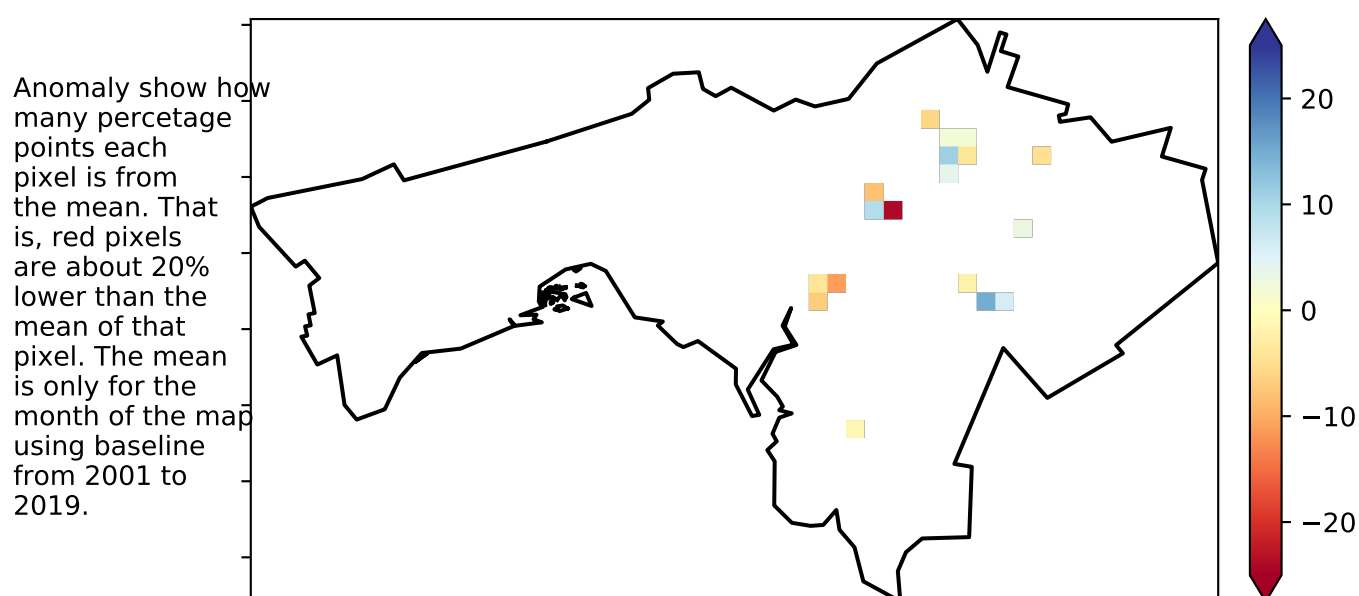 Anomaly show how
many percetage
points each
pixel is from
the mean. That
is, red pixels
are about 20%
lower than the
mean of that
pixel. The mean
is only for the
month of the map
using baseline
from 2001 to
2019.
20
10
0
−10
−20